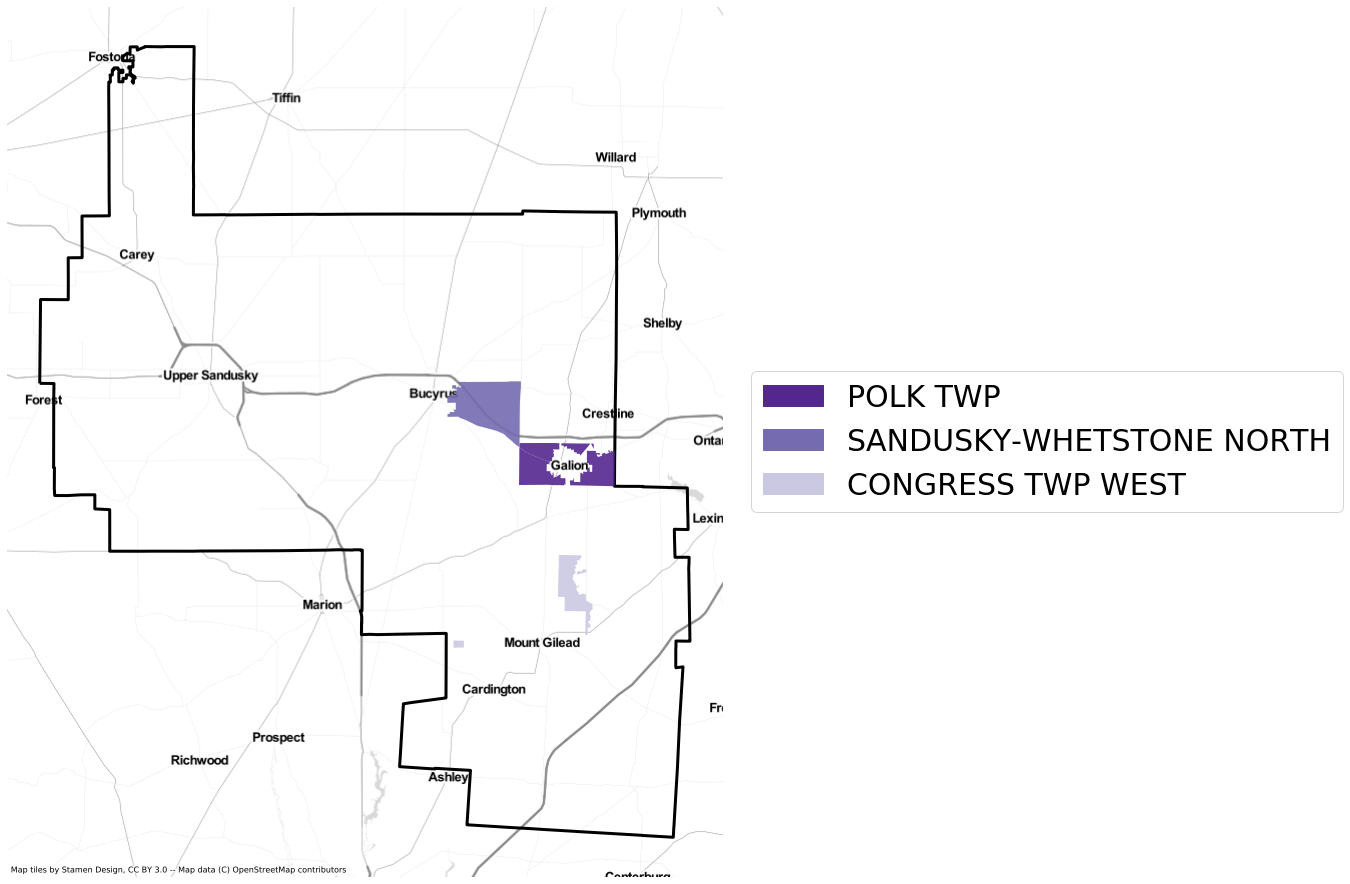 Fostoria
Tiffin
Willard
Plymouth
Carey
Shelby
Upper Sandusky
Bucyrus
Forest
Crestline
Ontar
Galion
Lexin
Marion
Mount Gilead
Cardington
Fre
Prospect
Richwood
Ashley
Centerburg
Map tiles by Stamen Design, CC BY 3.0 -- Map data (C) OpenStreetMap contributors
POLK TWP
SANDUSKY-WHETSTONE NORTH
CONGRESS TWP WEST